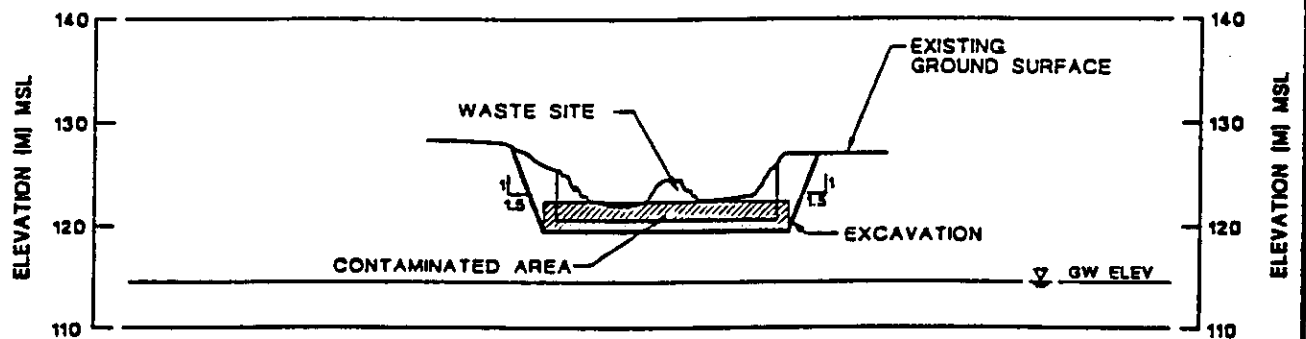 140
140
EXISTING
GROUND SURFACE
WASTE SITE
130
130
ELEVATION (M) MSL
ELEVATION (M) MSL
1
1.5
1
1.5
120
120
EXCAVATION
CONTAMINATED AREA
GW ELEV
110
110